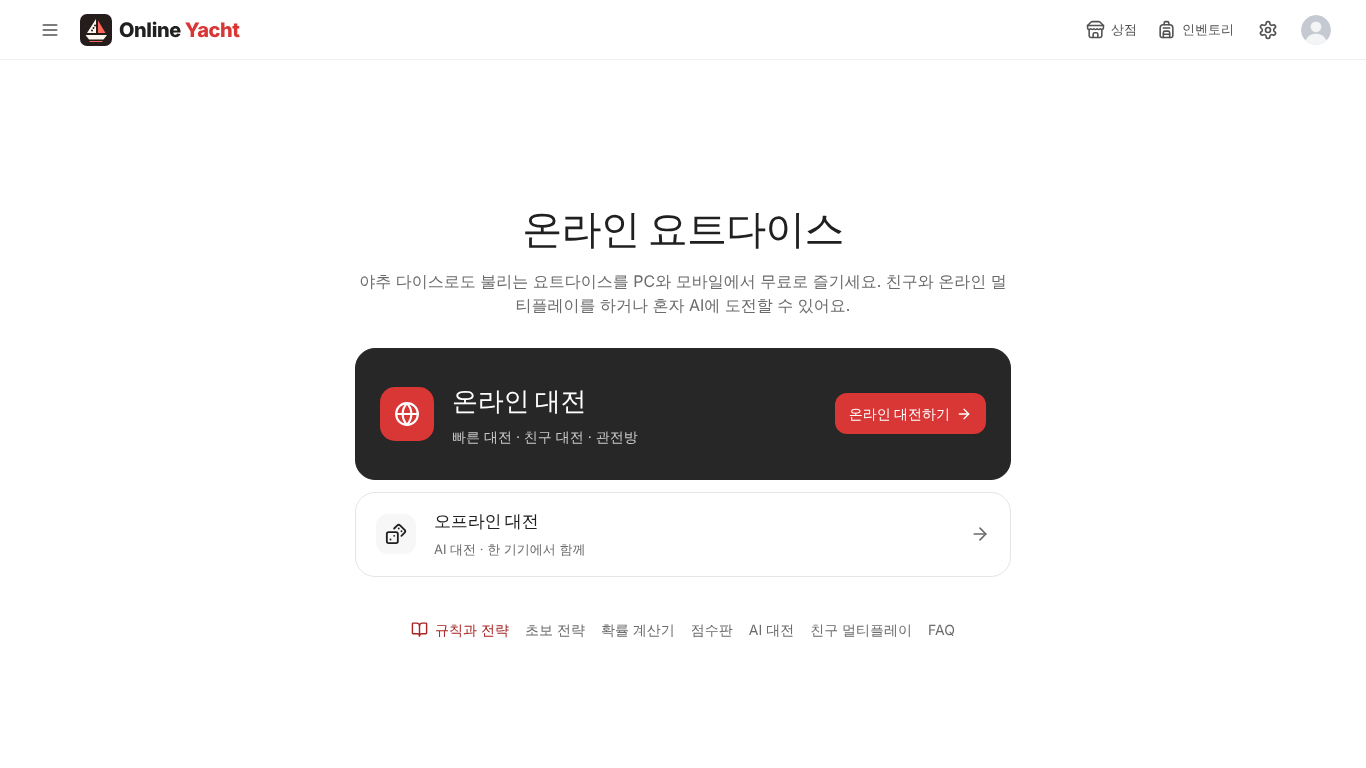 Online Yacht
상점
인벤토리
온라인 요트다이스
야추 다이스로도 불리는 요트다이스를 PC와 모바일에서 무료로 즐기세요. 친구와 온라인 멀
티플레이를 하거나 혼자 AI에 도전할 수 있어요.
온라인 대전
빠른 대전 · 친구 대전 · 관전방
온라인 대전하기
오프라인 대전
AI 대전 · 한 기기에서 함께
규칙과 전략 초보 전략 확률 계산기 점수판 AI 대전 친구 멀티플레이 FAQ